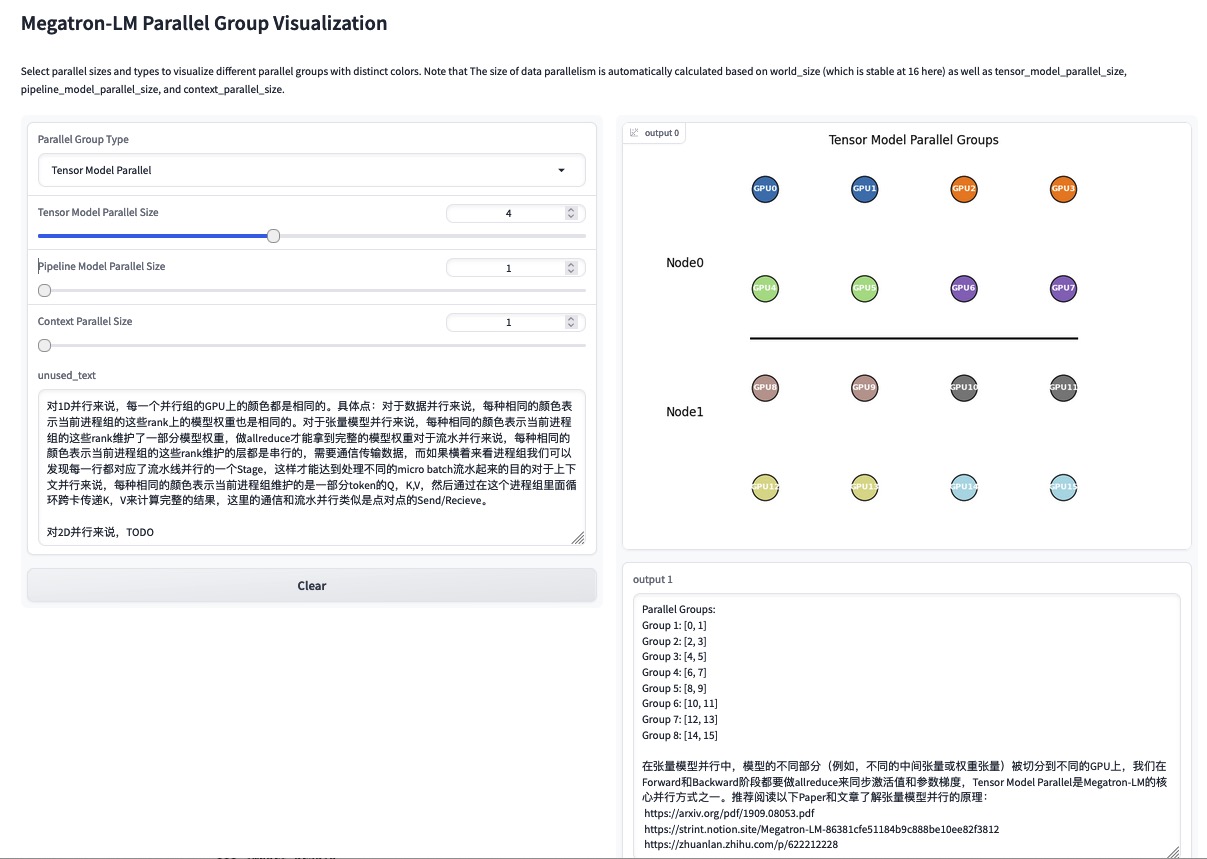 Megatron-LM Parallel Group Visualization
Select parallel sizes and types to visualize different parallel groups with distinct colors. Note that The size of data parallelism is automatically calculated based on world_size (which is stable at 16 here) as well as tensor_model_parallel_size,
pipeline_model_parallel_size, and context_parallel_size.
Parallel Group Type
Tensor Model Parallel
Tensor Model Parallel Size
4
Pipeline Model Parallel Size
1
Context Parallel Size
1
unused_text
对1D并行来说，每一个并行组的GPU上的颜色都是相同的。具体点：对于数据并行来说，每种相同的颜色表
示当前进程组的这些rank上的模型权重也是相同的。对于张量模型并行来说，每种相同的颜色表示当前进程
组的这些rank维护了一部分模型权重，做allreduce才能拿到完整的模型权重对于流水并行来说，每种相同的
颜色表示当前进程组的这些rank维护的层都是串行的，需要通信传输数据，而如果横着来看进程组我们可以
发现每一行都对应了流水线并行的一个Stage，这样才能达到处理不同的micro batch流水起来的目的对于上下
文并行来说，每种相同的颜色表示当前进程组维护的是一部分token的Q，K,V，然后通过在这个进程组里面循
环跨卡传递K，V来计算完整的结果，这里的通信和流水并行类似是点对点的Send/Recieve。
对2D并行来说，TODO
Clear
output 0
Tensor Model Parallel Groups
GPU0 GPU1 GPU2 GPU3
Node0
GPU4 GPU5 GPU6 GPU7
GPU8 GPU9 GPU10 GPU11
Node1
GPU12 GPU13 GPU14 GPU15
output 1
Parallel Groups:
Group 1: [0, 1]
Group 2: [2, 3]
Group 3: [4, 5]
Group 4: [6, 7]
Group 5: [8, 9]
Group 6: [10, 11]
Group 7: [12, 13]
Group 8: [14, 15]
在张量模型并行中，模型的不同部分（例如，不同的中间张量或权重张量）被切分到不同的GPU上，我们在
Forward和Backward阶段都要做allreduce来同步激活值和参数梯度，Tensor Model Parallel是Megatron-LM的核
心并行方式之一。推荐阅读以下Paper和文章了解张量模型并行的原理：
https://arxiv.org/pdf/1909.08053.pdf
https://strint.notion.site/Megatron-LM-86381cfe51184b9c888be10ee82f3812
https://zhuanlan.zhihu.com/p/622212228